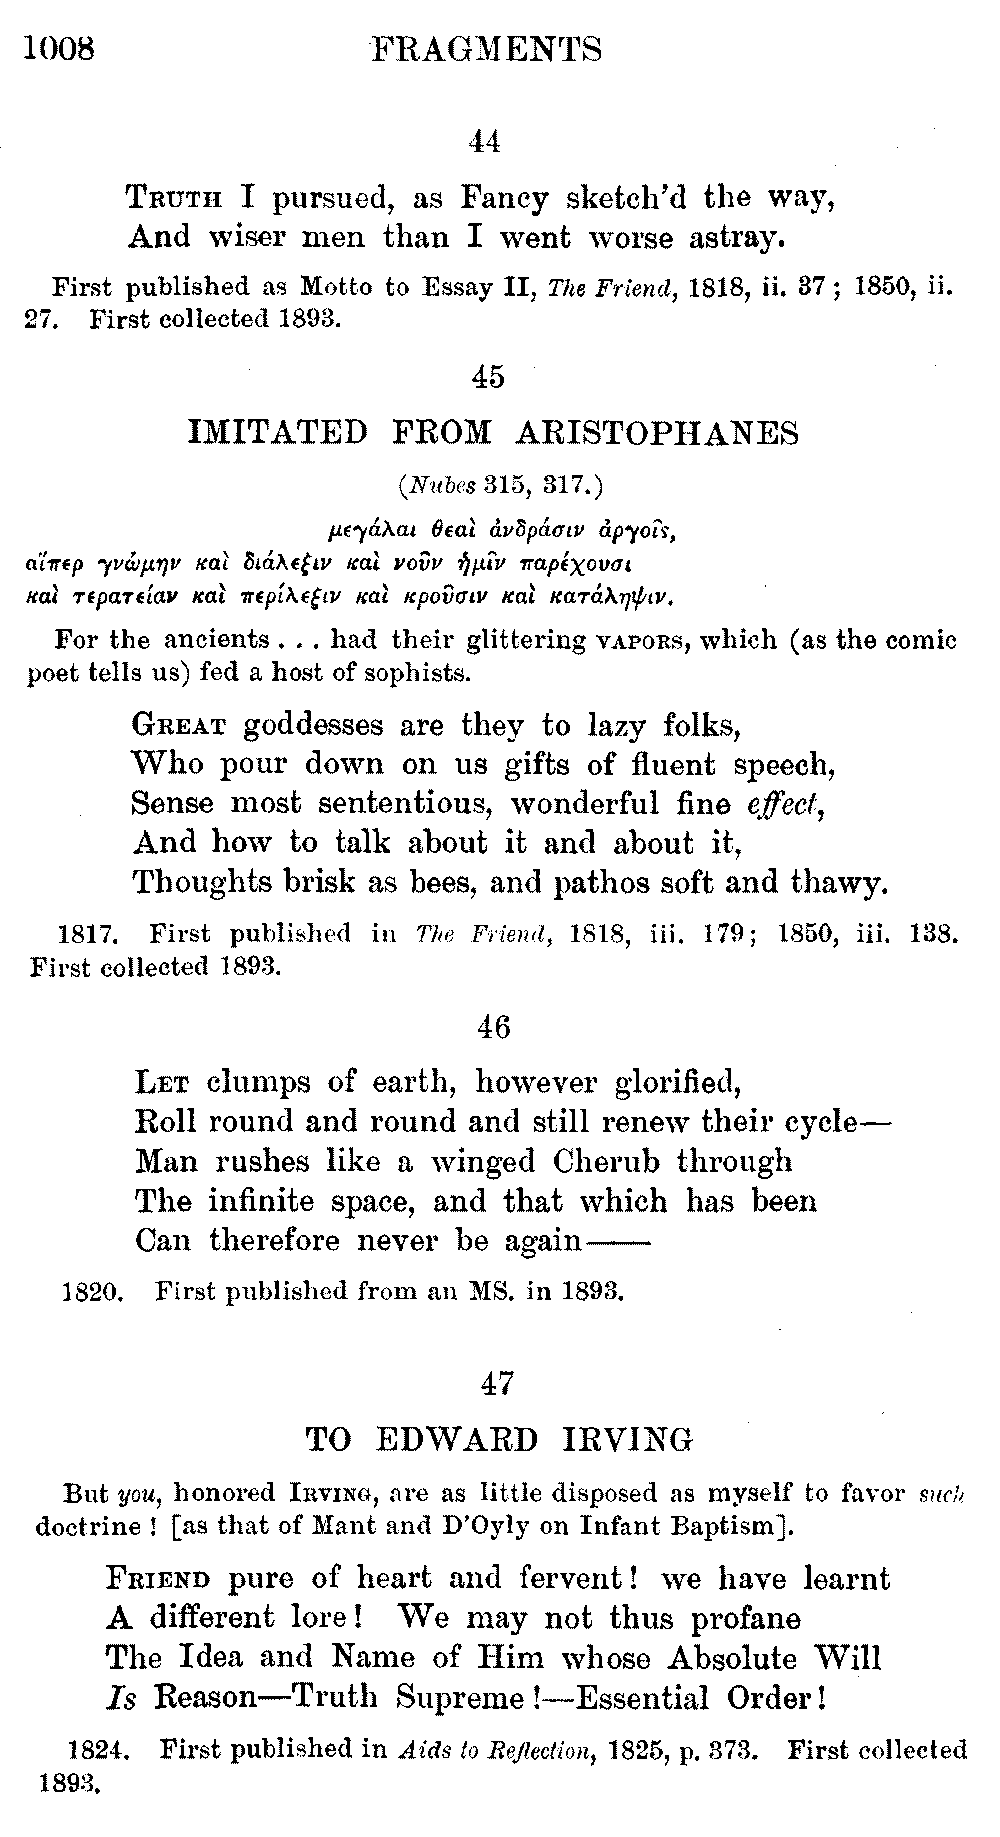 1008 FRAGMENTS
44
TRUTH I pursued, as Fancy sketch'd the way,
And wiser men than I went worse astray.
First published as Motto to Essay II, The Friend, 1818, ii. 37 ; 1850, ii.
27. First collected 1893.
45
IMITATED FROM ARISTOPHANES
(Nubes 315, 317.)
μεγάλαι θεαὶ ἀνδράσιν ἀργοῖς,
αἵπερ γνώμην καὶ διάλεξιν καὶ νοῦν ἡμῖν παρέχουσι
καὶ τερατείαν καὶ περίλεξιν καὶ κροῦσιν καὶ κατάληψιν.
For the ancients . . . had their glittering VAPORS, which (as the comic
poet tells us) fed a host of sophists.
GREAT goddesses are they to lazy folks,
Who pour down on us gifts of fluent speech,
Sense most sententious, wonderful fine effect,
And how to talk about it and about it,
Thoughts brisk as bees, and pathos soft and thawy.
1817. First published in The Friend, 1818, iii. 179; 1850, iii. 138.
First collected 1893.
46
LET clumps of earth, however glorified,
Roll round and round and still renew their cycle—
Man rushes like a winged Cherub through
The infinite space, and that which has been
Can therefore never be again——
1820. First published from an MS. in 1893.
47
TO EDWARD IRVING
But you, honored IRVING, are as little disposed as myself to favor such
doctrine ! [as that of Mant and D'Oyly on Infant Baptism].
FRIEND pure of heart and fervent! we have learnt
A different lore! We may not thus profane
The Idea and Name of Him whose Absolute Will
Is Reason—Truth Supreme !—Essential Order!
1824. First published in Aids to Reflection, 1825, p. 373. First collected
1893.